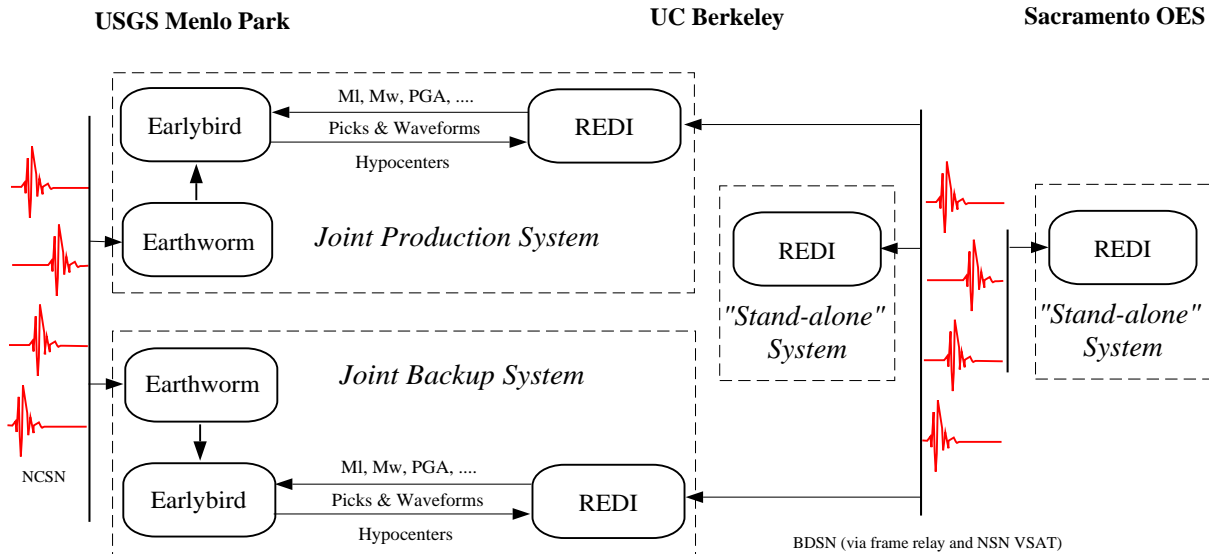 USGS Menlo Park
UC Berkeley
Sacramento OES
Earlybird
Ml, Mw, PGA, ....
Picks & Waveforms
Hypocenters
REDI
Earthworm
Joint Production System
REDI
"Stand-alone"
System
REDI
"Stand-alone"
System
Earthworm
Joint Backup System
NCSN
Earlybird
Ml, Mw, PGA, ....
Picks & Waveforms
Hypocenters
REDI
BDSN (via frame relay and NSN VSAT)